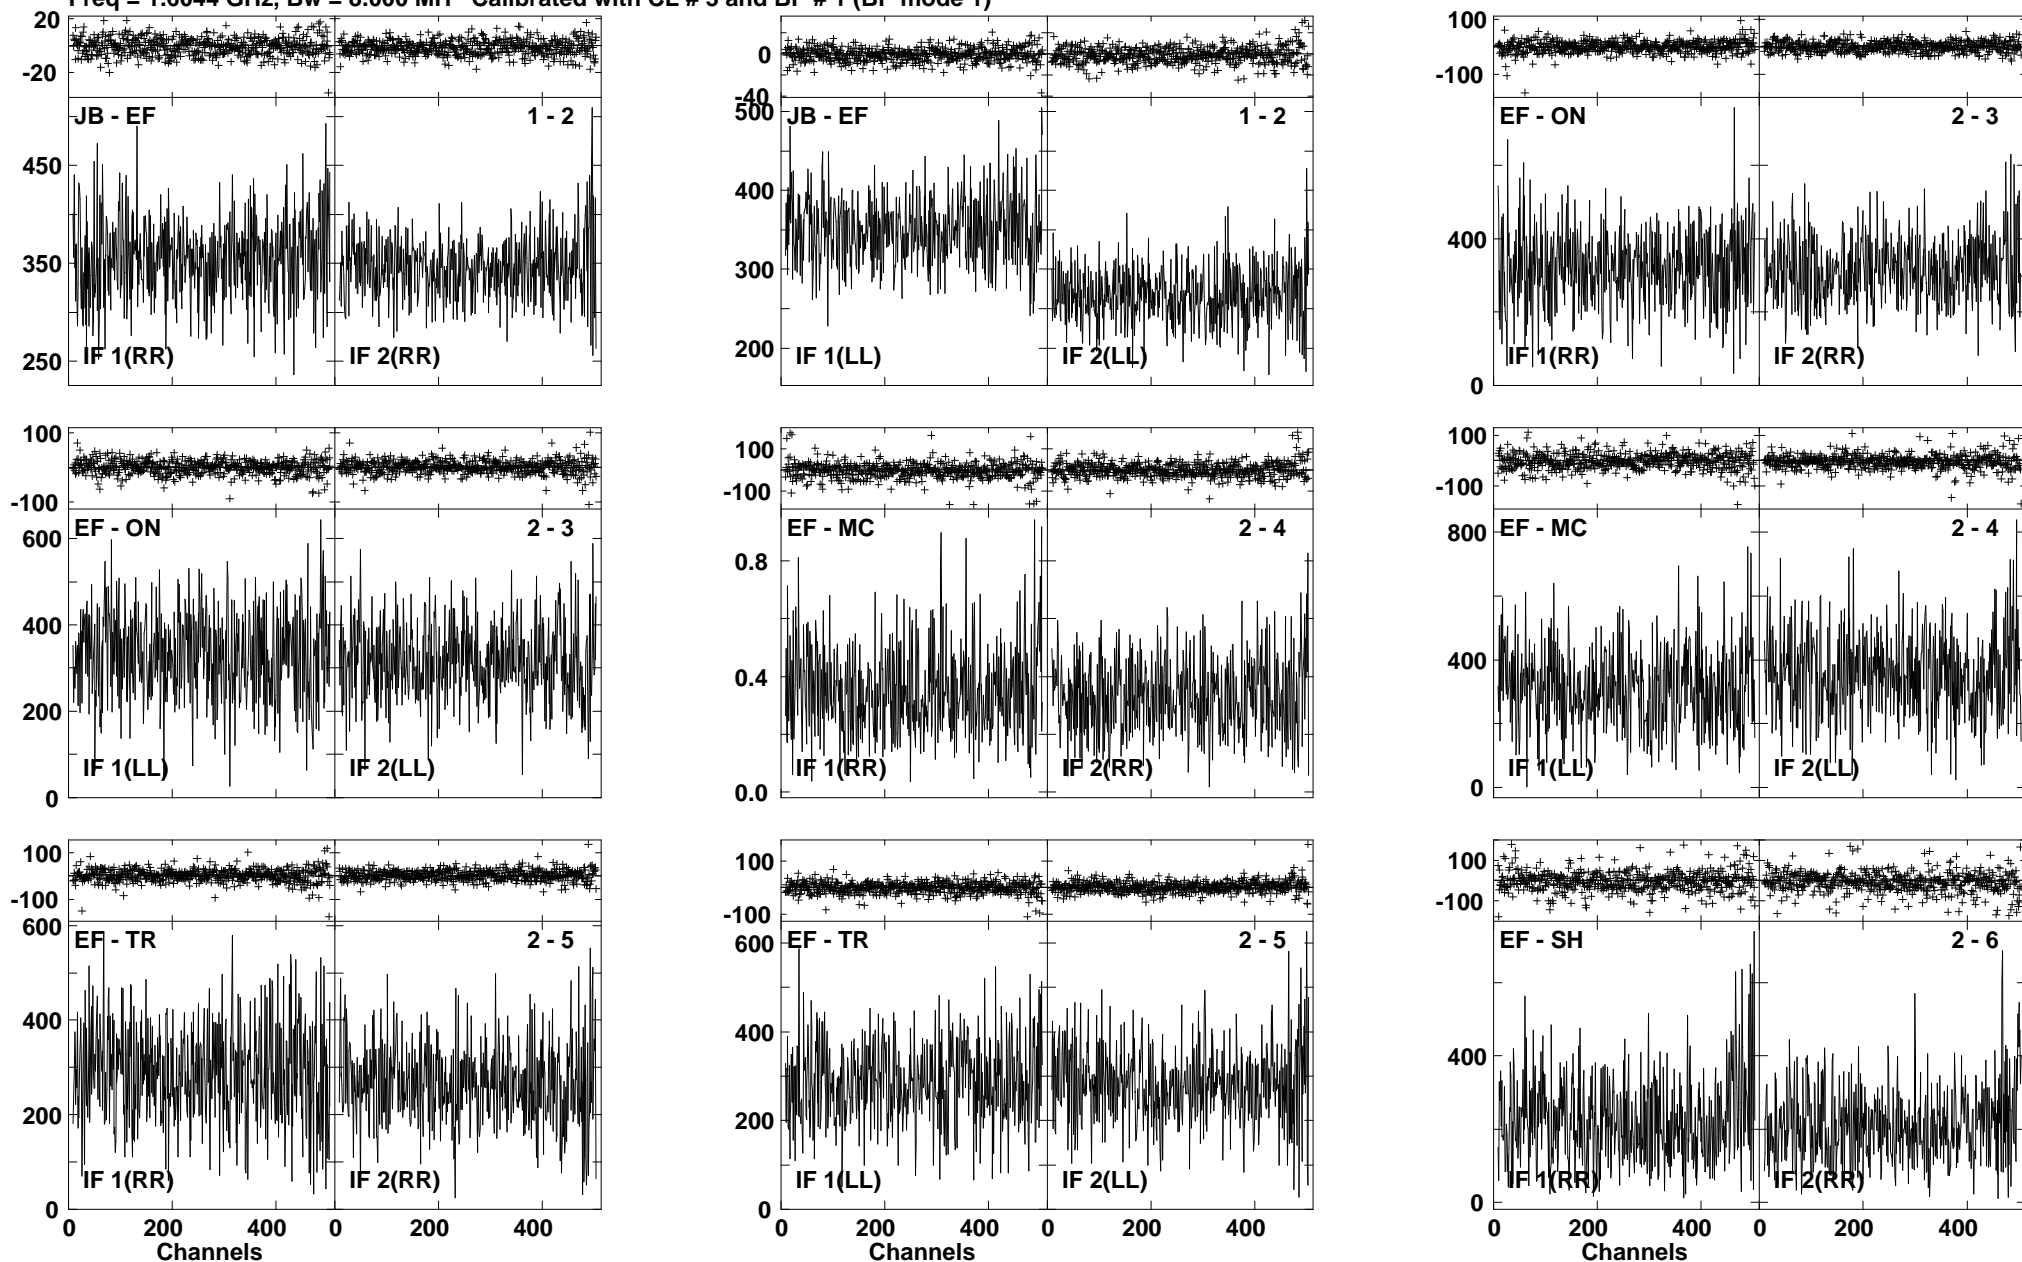 Freq = 1.6044 GHz, Bw = 8.000 MH Calibrated with CL # 3 and BP # 1 (BP mode 1)
20
-20
0
-40
100
-100
JB - EF 1 - 2
450
350
250
IF 1(RR) IF 2(RR)
JB - EF 1 - 2
500
400
300
200
IF 1(LL) IF 2(LL)
EF - ON 2 - 3
400
0
IF 1(RR) IF 2(RR)
100
-100
100
-100
100
-100
EF - ON 2 - 3
600
400
200
0
IF 1(LL) IF 2(LL)
EF - MC 2 - 4
0.8
0.4
0.0
IF 1(RR) IF 2(RR)
EF - MC 2 - 4
800
400
0
IF 1(LL) IF 2(LL)
100
-100
100
-100
100
-100
EF - TR 2 - 5
600
400
200
0
IF 1(RR) IF 2(RR)
EF - TR 2 - 5
600
400
200
0
IF 1(LL) IF 2(LL)
EF - SH 2 - 6
400
0
IF 1(RR) IF 2(RR)
0 200 400 0 200 400
Channels
0 200 400 0 200 400
Channels
0 200 400 0 200 400
Channels